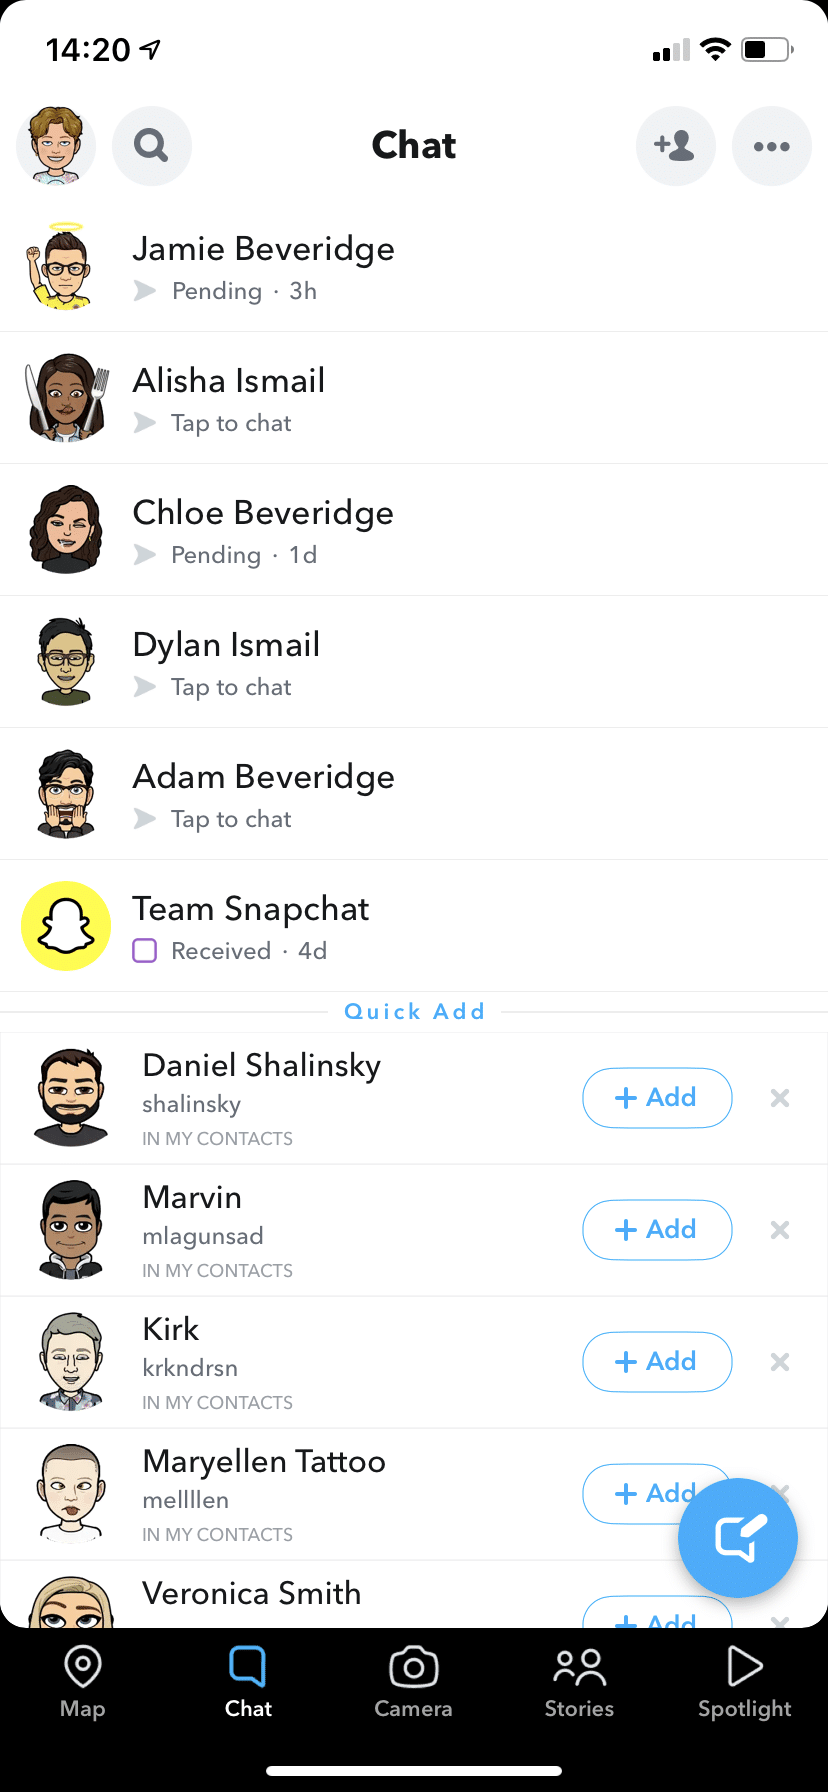 14:20
Chat
Jamie Beveridge
Pending · 3h
Alisha Ismail
Tap to chat
Chloe Beveridge
Pending · 1d
Dylan Ismail
Tap to chat
Adam Beveridge
Tap to chat
Team Snapchat
Received · 4d
Quick Add
Daniel Shalinsky
shalinsky
IN MY CONTACTS
+ Add
Marvin
mlagunsad
IN MY CONTACTS
+ Add
Kirk
krkndrsn
IN MY CONTACTS
+ Add
Maryellen Tattoo
mellllen
IN MY CONTACTS
+ Add
Veronica Smith
+ Add
Map
Chat
Camera
Stories
Spotlight